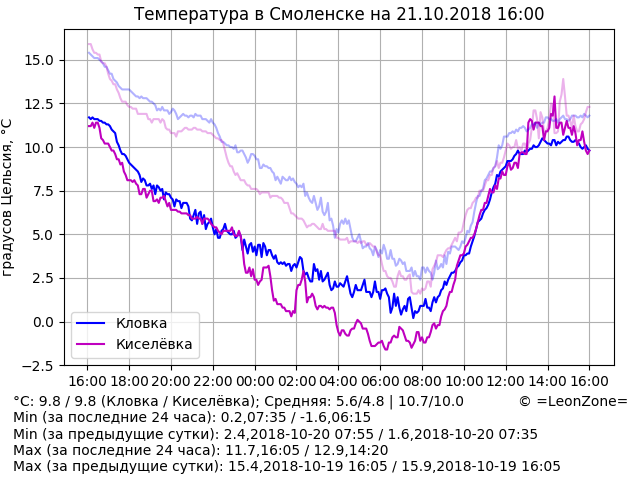 Температура в Смоленске на 21.10.2018 16:00
градусов Цельсия, °C
15.0
12.5
10.0
7.5
5.0
2.5
0.0
−2.5
Кловка
Киселёвка
16:00 18:00 20:00 22:00 00:00 02:00 04:00 06:00 08:00 10:00 12:00 14:00 16:00
°C: 9.8 / 9.8 (Кловка / Киселёвка); Средняя: 5.6/4.8 | 10.7/10.0 © =LeonZone=
Min (за последние 24 часа): 0.2,07:35 / -1.6,06:15
Min (за предыдущие сутки): 2.4,2018-10-20 07:55 / 1.6,2018-10-20 07:35
Max (за последние 24 часа): 11.7,16:05 / 12.9,14:20
Max (за предыдущие сутки): 15.4,2018-10-19 16:05 / 15.9,2018-10-19 16:05